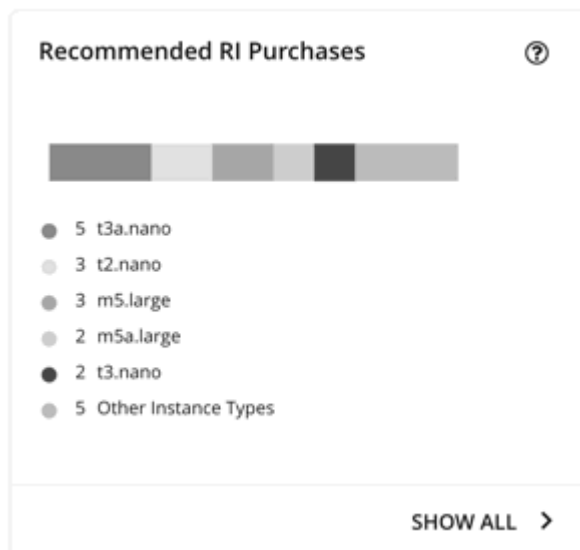 Recommended RI Purchases ?
5 t3a.nano
3 t2.nano
3 m5.large
2 m5a.large
2 t3.nano
5 Other Instance Types
SHOW ALL